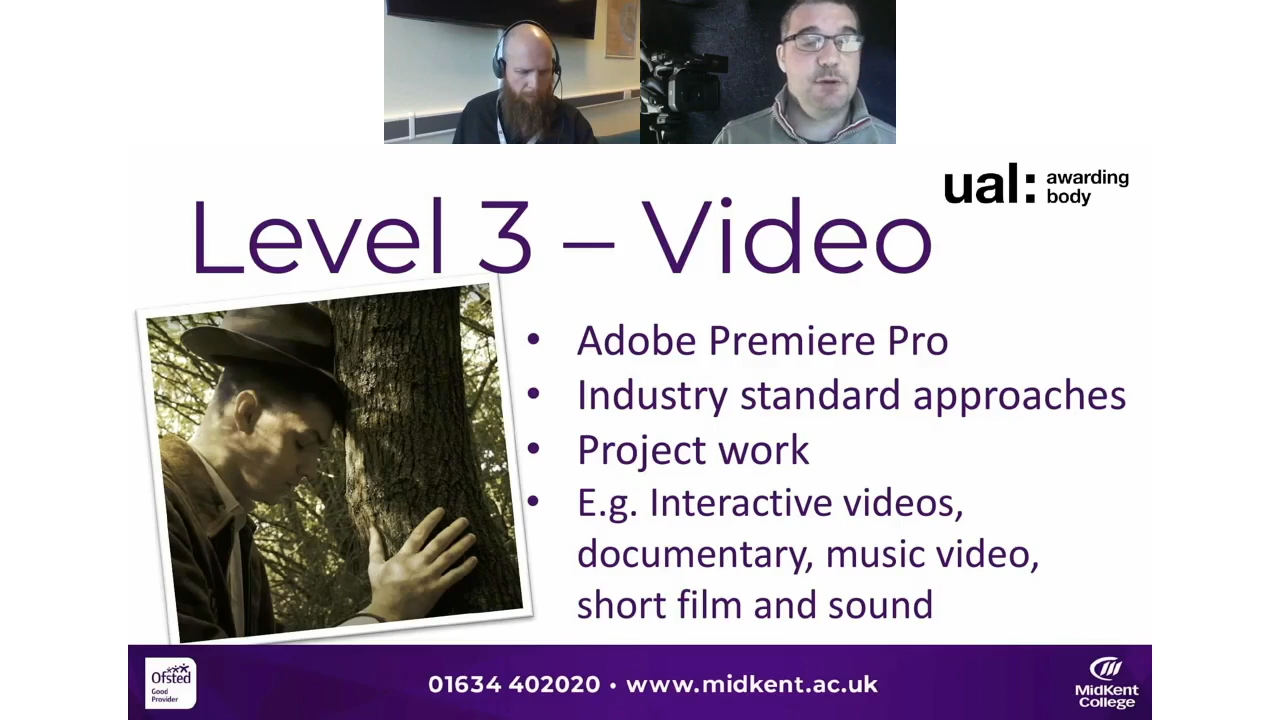 ual: awarding
body
Level 3 – Video
• Adobe Premiere Pro
• Industry standard approaches
• Project work
• E.g. Interactive videos,
documentary, music video,
short film and sound
Ofsted
Good
Provider
01634 402020 • www.midkent.ac.uk
MidKent
College